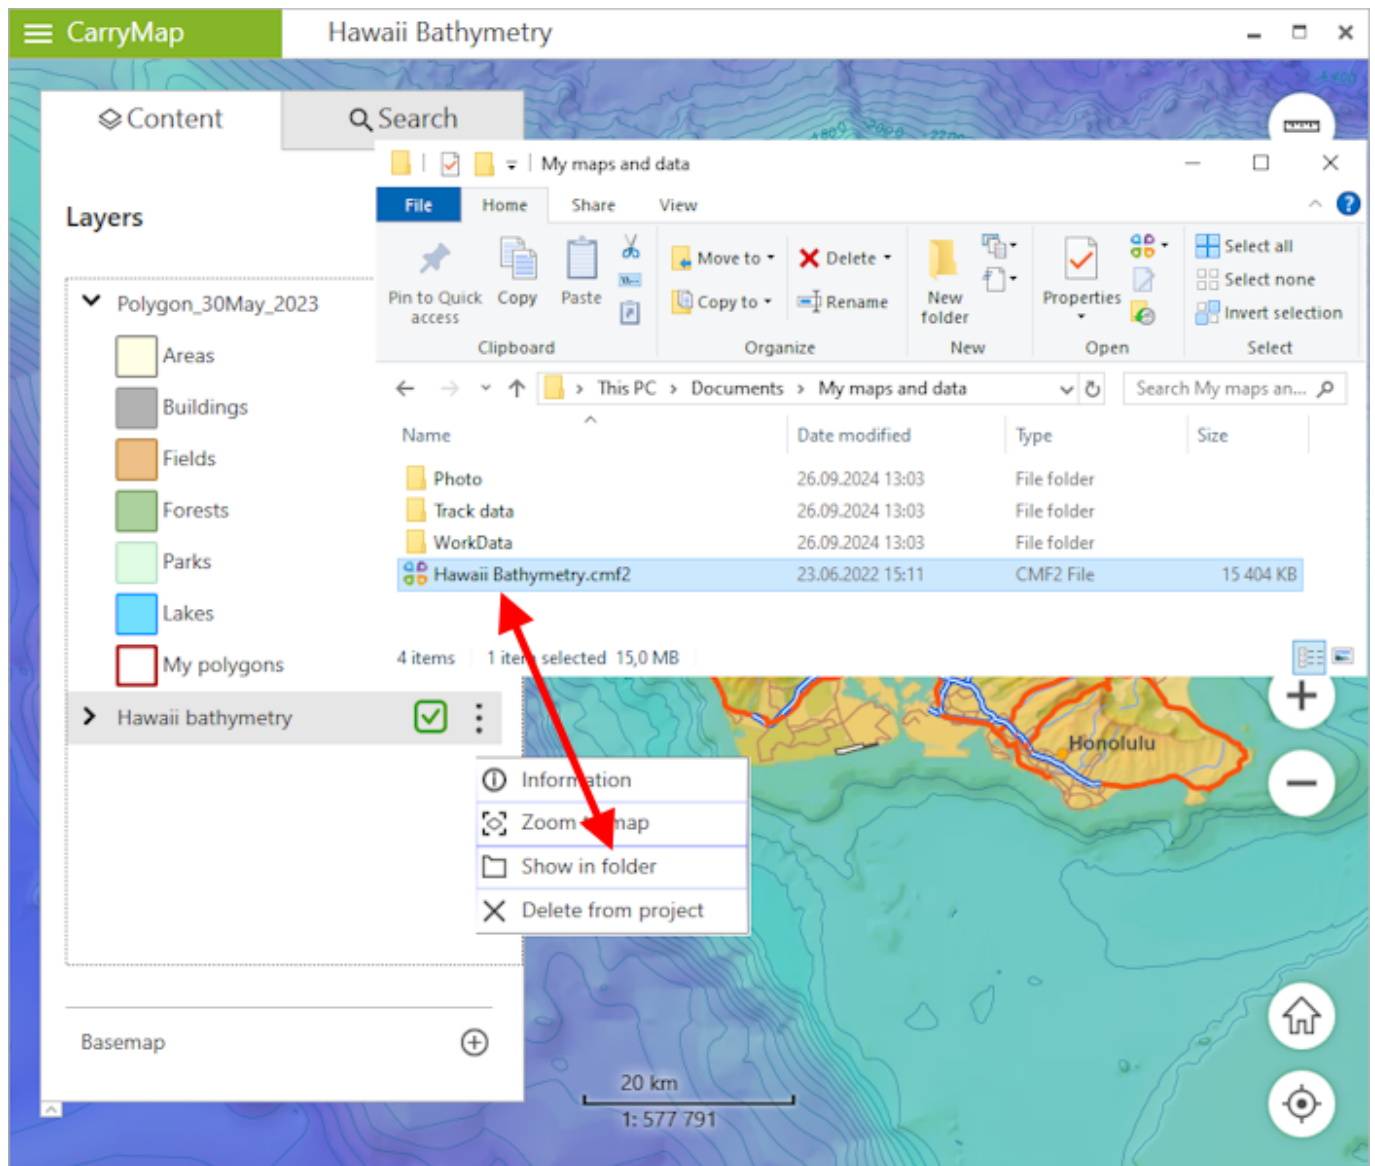 CarryMap
Hawaii Bathymetry
Content
Search
My maps and data
File Home Share View
Layers
Pin to Quick access
Copy
Paste
Move to
Copy to
Delete
Rename
New folder
Properties
Select all
Select none
Invert selection
Clipboard Organize New Open Select
This PC > Documents > My maps and data
Search My maps an...
Name Date modified Type Size
Photo 26.09.2024 13:03 File folder
Track data 26.09.2024 13:03 File folder
WorkData 26.09.2024 13:03 File folder
Hawaii Bathymetry.cmf2 23.06.2022 15:11 CMF2 File 15 404 KB
4 items 1 item selected 15,0 MB
Polygon_30May_2023
Areas
Buildings
Fields
Forests
Parks
Lakes
My polygons
Hawaii bathymetry
Information
Zoom to map
Show in folder
Delete from project
Honolulu
Basemap
20 km
1: 577 791